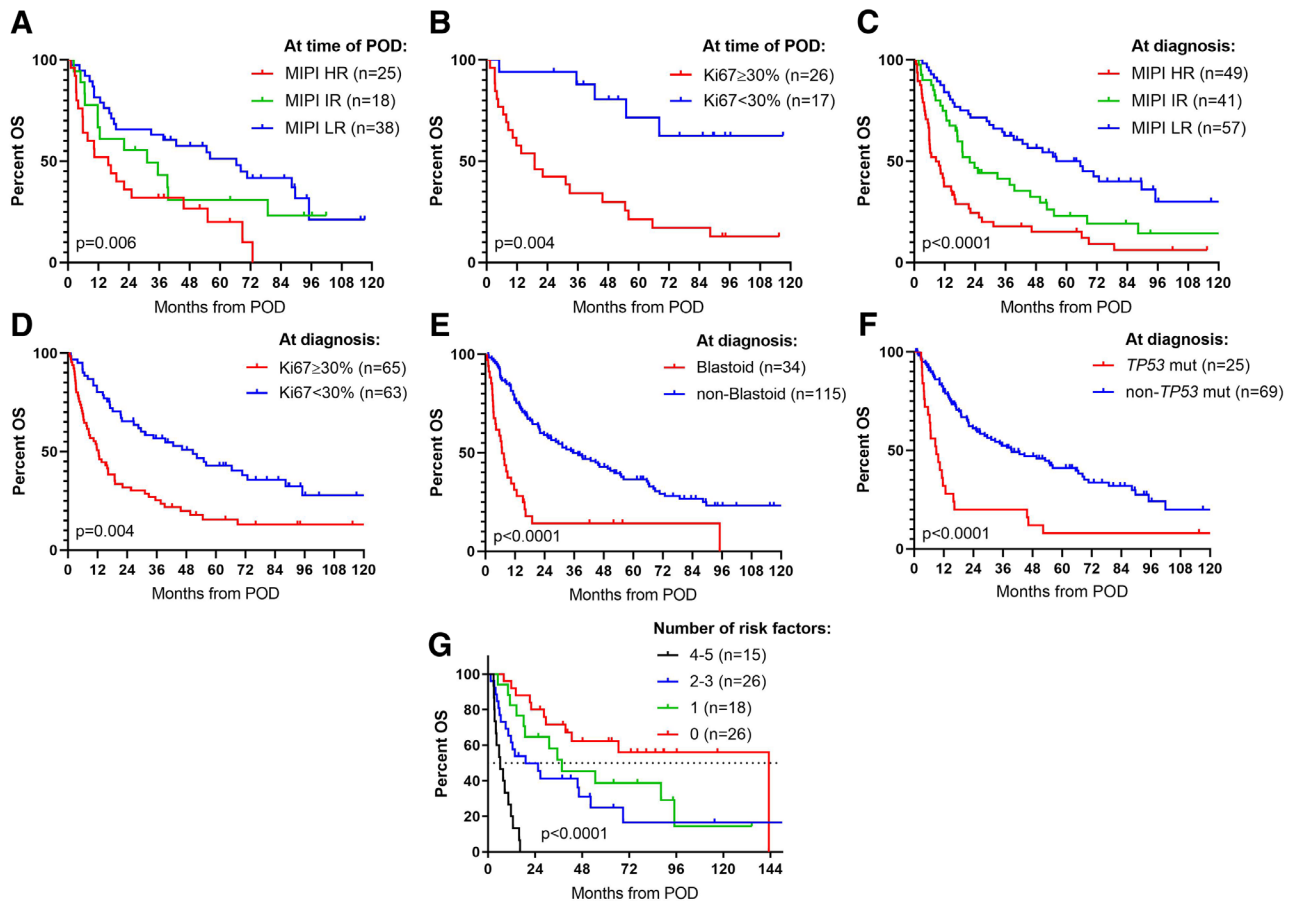 A
At time of POD:
MIPI HR (n=25)
MIPI IR (n=18)
MIPI LR (n=38)
Percent OS
100
50
0
p=0.006
0 12 24 36 48 60 72 84 96 108 120
Months from POD
B
At time of POD:
Ki67≥30% (n=26)
Ki67<30% (n=17)
Percent OS
100
50
0
p=0.004
0 12 24 36 48 60 72 84 96 108 120
Months from POD
C
At diagnosis:
MIPI HR (n=49)
MIPI IR (n=41)
MIPI LR (n=57)
Percent OS
100
50
0
p<0.0001
0 12 24 36 48 60 72 84 96 108 120
Months from POD
D
At diagnosis:
Ki67≥30% (n=65)
Ki67<30% (n=63)
Percent OS
100
50
0
p=0.004
0 12 24 36 48 60 72 84 96 108 120
Months from POD
E
At diagnosis:
Blastoid (n=34)
non-Blastoid (n=115)
Percent OS
100
50
0
p<0.0001
0 12 24 36 48 60 72 84 96 108 120
Months from POD
F
At diagnosis:
TP53 mut (n=25)
non-TP53 mut (n=69)
Percent OS
100
50
0
p<0.0001
0 12 24 36 48 60 72 84 96 108 120
Months from POD
G
Number of risk factors:
4-5 (n=15)
2-3 (n=26)
1 (n=18)
0 (n=26)
Percent OS
100
80
60
40
20
0
p<0.0001
0 24 48 72 96 120 144
Months from POD